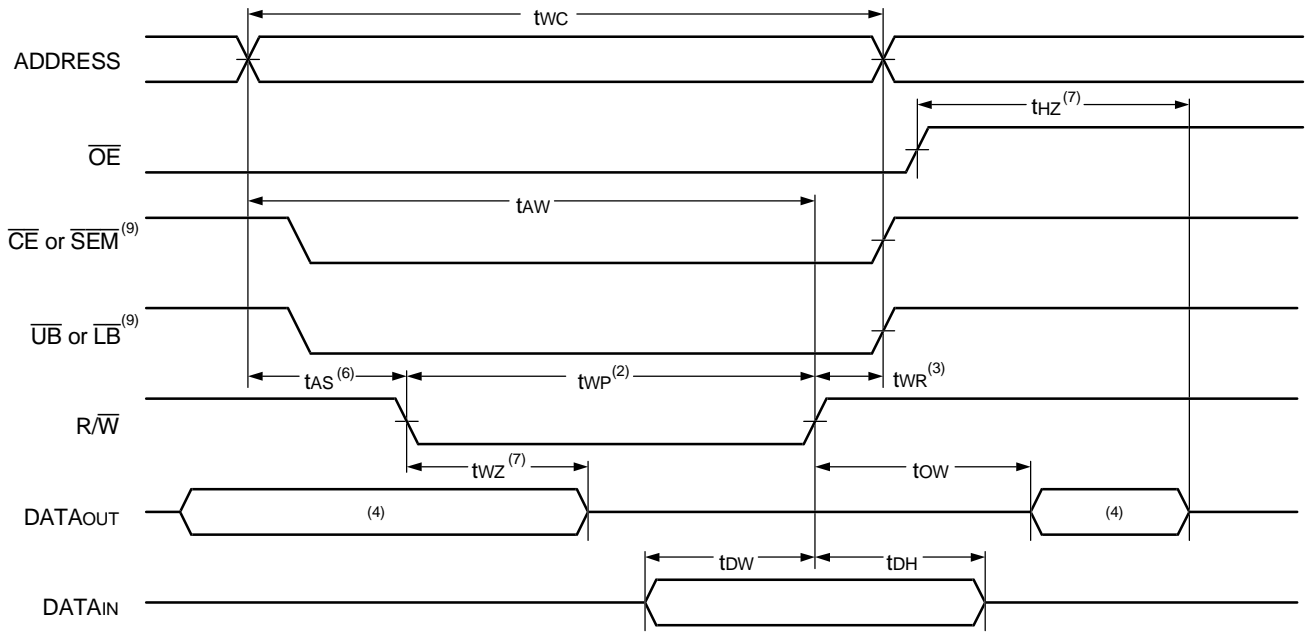 tWC
ADDRESS
tHZ(7)
OE
tAW
CE or SEM(9)
UB or LB(9)
tAS(6) tWP(2) tWR(3)
R/W
tWZ(7) tOW
DATAOUT (4) (4)
tDW tDH
DATAIN